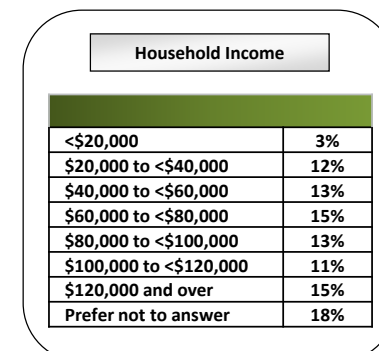 Household Income
<$20,000 3%
$20,000 to <$40,000 12%
$40,000 to <$60,000 13%
$60,000 to <$80,000 15%
$80,000 to <$100,000 13%
$100,000 to <$120,000 11%
$120,000 and over 15%
Prefer not to answer 18%